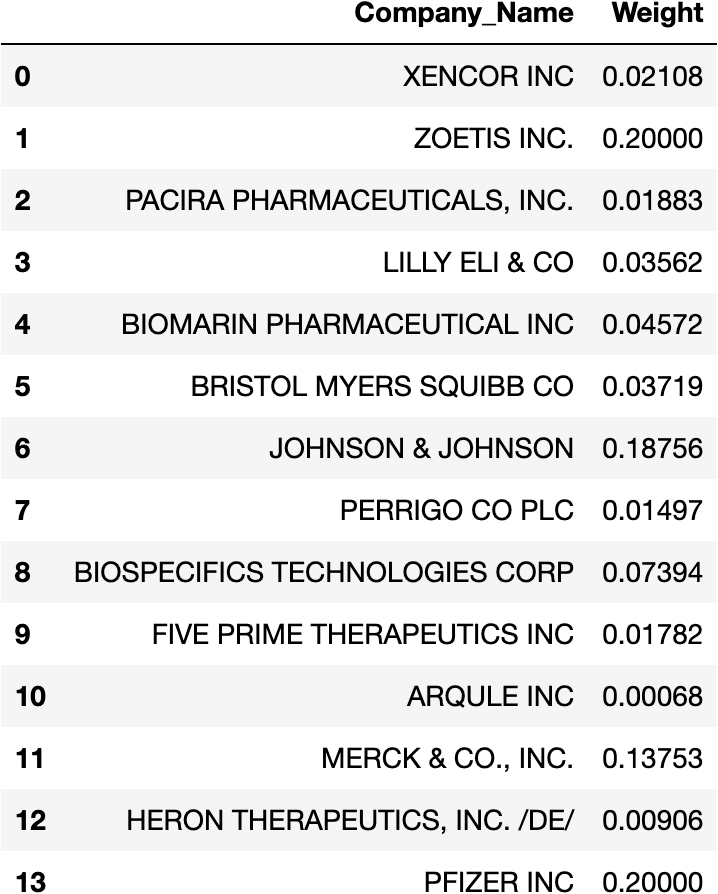 Company_Name Weight
0 XENCOR INC 0.02108
1 ZOETIS INC. 0.20000
2 PACIRA PHARMACEUTICALS, INC. 0.01883
3 LILLY ELI & CO 0.03562
4 BIOMARIN PHARMACEUTICAL INC 0.04572
5 BRISTOL MYERS SQUIBB CO 0.03719
6 JOHNSON & JOHNSON 0.18756
7 PERRIGO CO PLC 0.01497
8 BIOSPECIFICS TECHNOLOGIES CORP 0.07394
9 FIVE PRIME THERAPEUTICS INC 0.01782
10 ARQULE INC 0.00068
11 MERCK & CO., INC. 0.13753
12 HERON THERAPEUTICS, INC. /DE/ 0.00906
13 PFIZER INC 0.20000